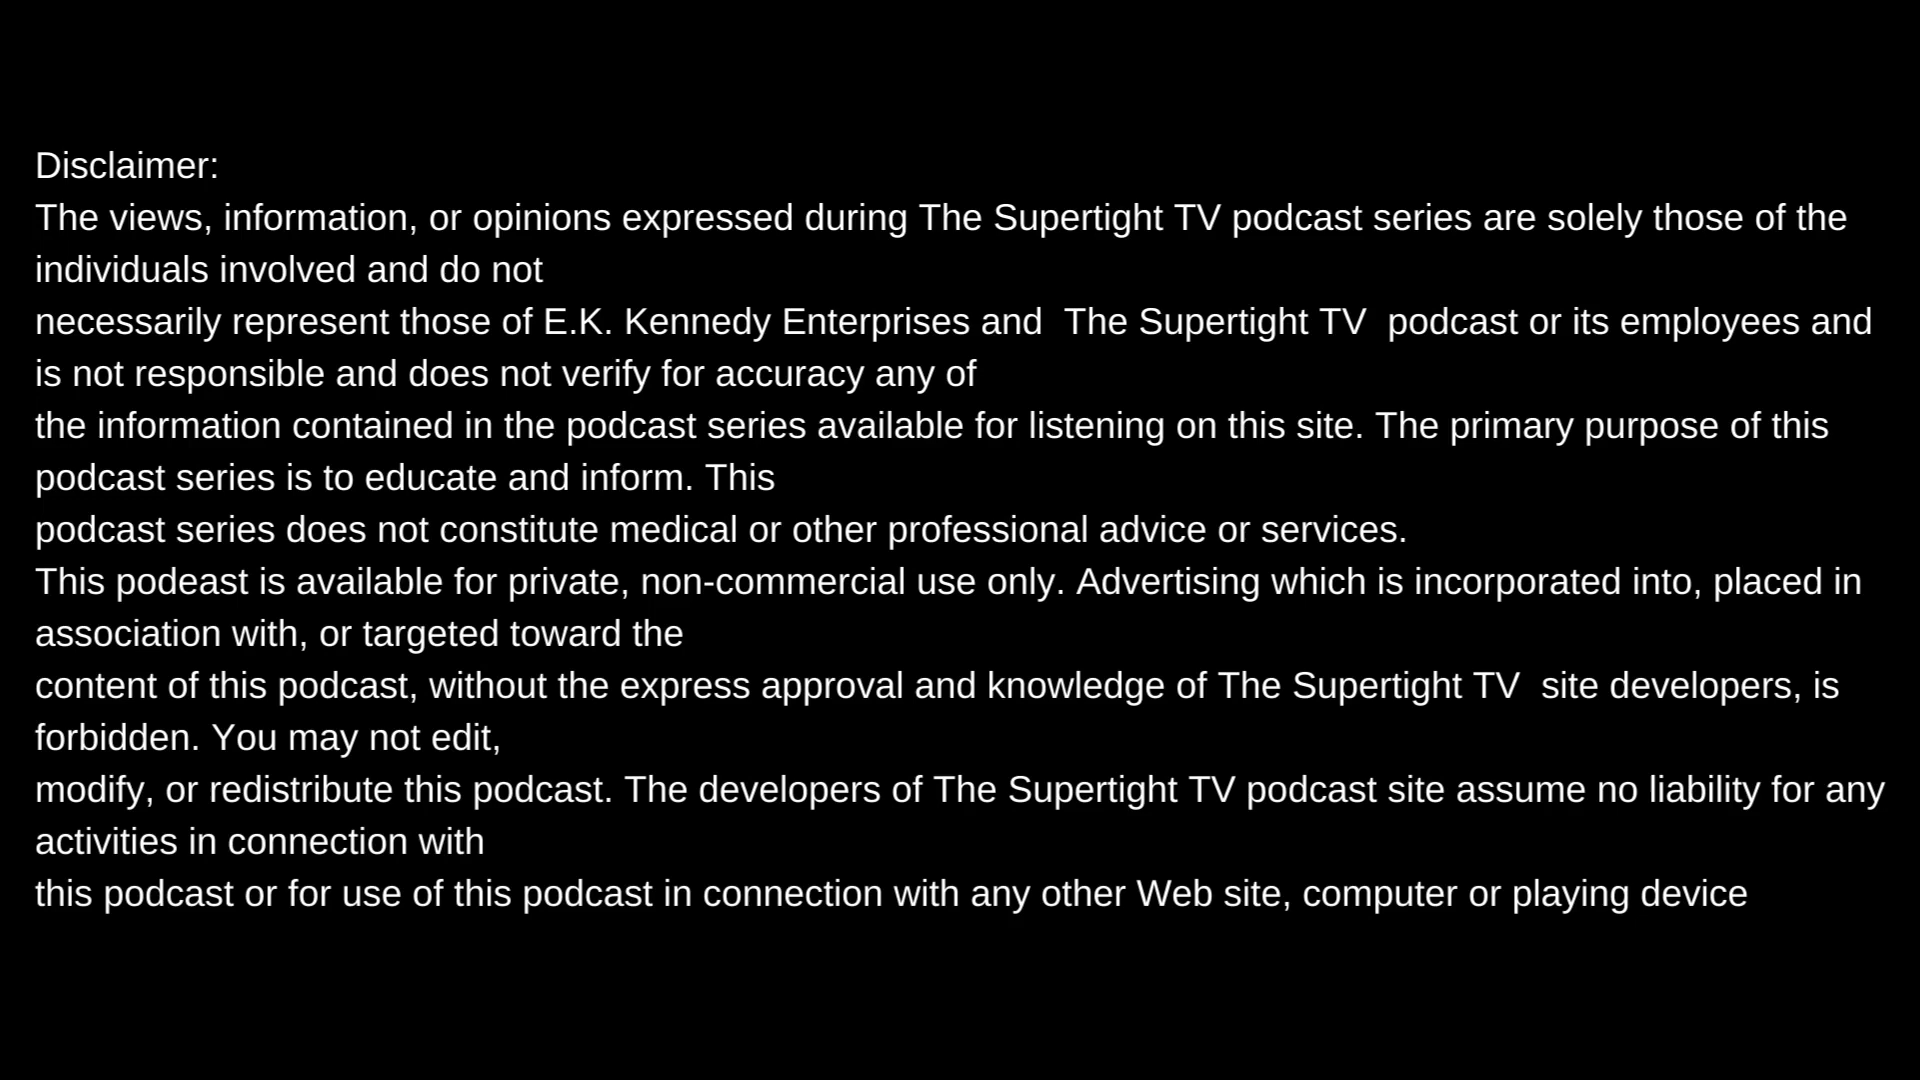 Disclaimer:
The views, information, or opinions expressed during The Supertight TV podcast series are solely those of the
individuals involved and do not
necessarily represent those of E.K. Kennedy Enterprises and  The Supertight TV  podcast or its employees and
is not responsible and does not verify for accuracy any of
the information contained in the podcast series available for listening on this site. The primary purpose of this
podcast series is to educate and inform. This
podcast series does not constitute medical or other professional advice or services.
This podeast is available for private, non-commercial use only. Advertising which is incorporated into, placed in
association with, or targeted toward the
content of this podcast, without the express approval and knowledge of The Supertight TV  site developers, is
forbidden. You may not edit,
modify, or redistribute this podcast. The developers of The Supertight TV podcast site assume no liability for any
activities in connection with
this podcast or for use of this podcast in connection with any other Web site, computer or playing device